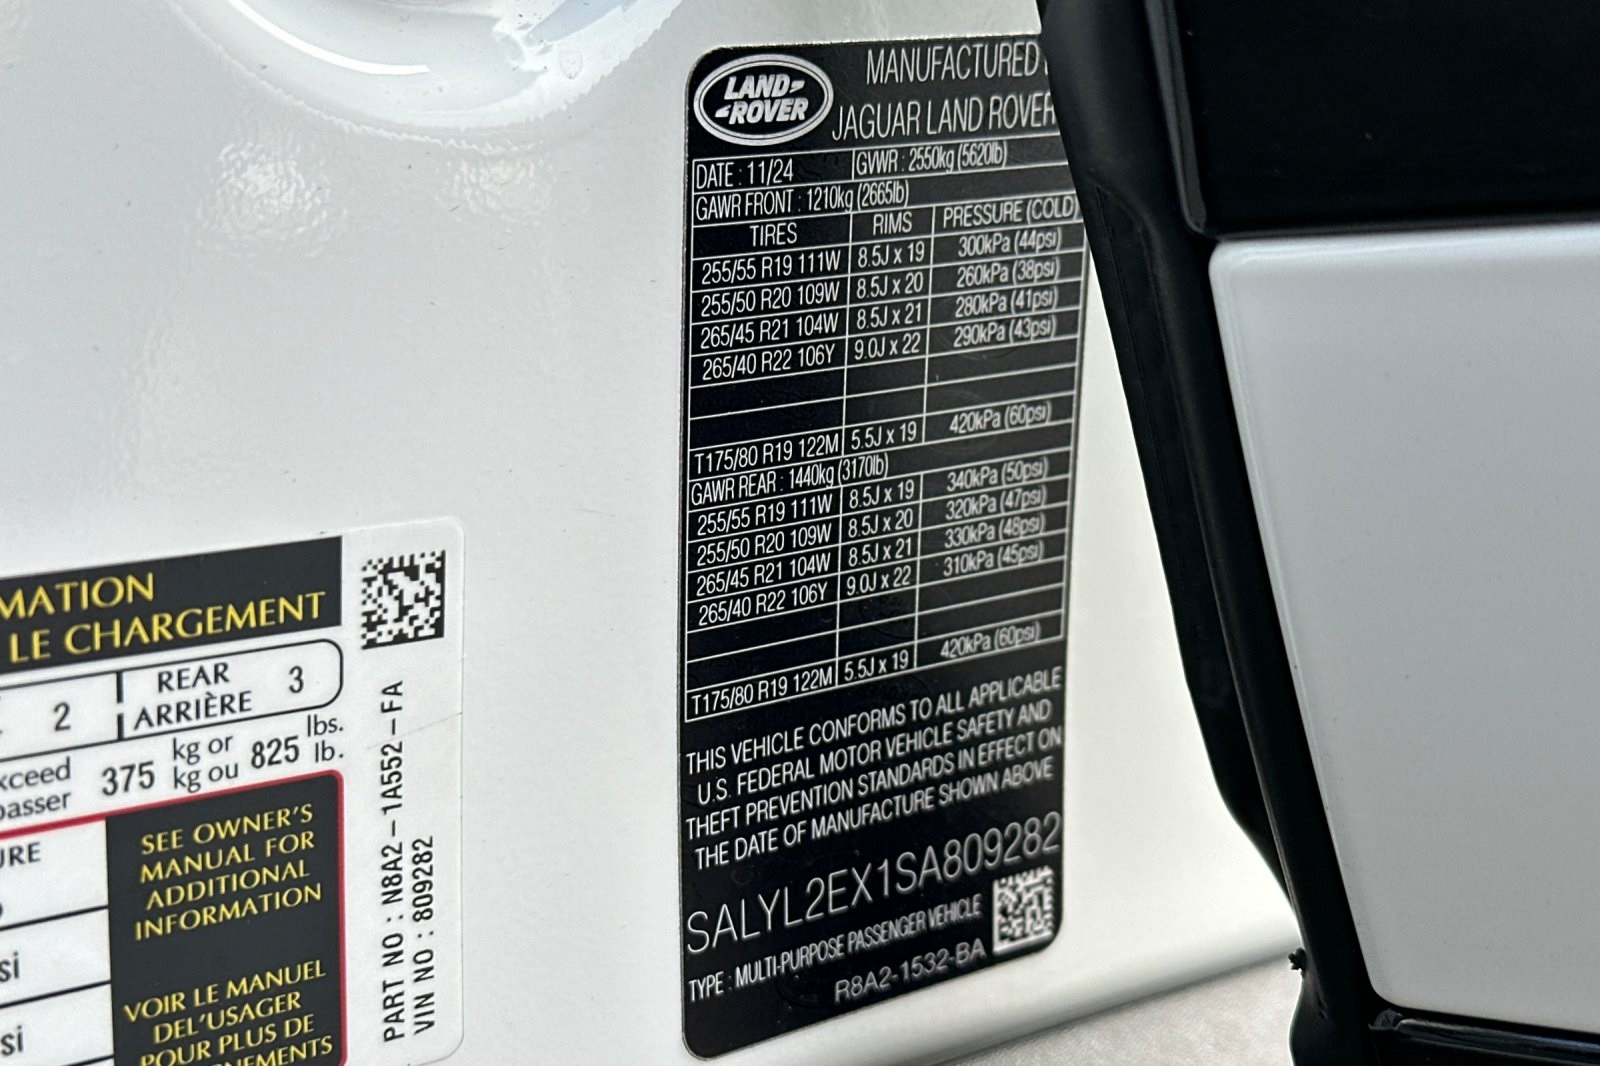 LAND-
-ROVER
MANUFACTURED
JAGUAR LAND ROVER
DATE : 11/24 GVWR : 2550kg (5620lb)
GAWR FRONT : 1210kg (2665lb)
TIRES RIMS PRESSURE (COLD)
255/55 R19 111W 8.5J x 19 300kPa (44psi)
255/50 R20 109W 8.5J x 20 260kPa (38psi)
265/45 R21 104W 8.5J x 21 280kPa (41psi)
265/40 R22 106Y 9.0J x 22 290kPa (43psi)
T175/80 R19 122M 5.5J x 19 420kPa (60psi)
GAWR REAR : 1440kg (3170lb)
255/55 R19 111W 8.5J x 19 340kPa (50psi)
255/50 R20 109W 8.5J x 20 320kPa (47psi)
265/45 R21 104W 8.5J x 21 330kPa (48psi)
265/40 R22 106Y 9.0J x 22 310kPa (45psi)
T175/80 R19 122M 5.5J x 19 420kPa (60psi)
THIS VEHICLE CONFORMS TO ALL APPLICABLE
U.S. FEDERAL MOTOR VEHICLE SAFETY AND
THEFT PREVENTION STANDARDS IN EFFECT ON
THE DATE OF MANUFACTURE SHOWN ABOVE
SALYL2EX1SA809282
TYPE : MULTI-PURPOSE PASSENGER VEHICLE
R8A2-1532-BA
MATION
LE CHARGEMENT
2 REAR 3
ARRIÈRE
xceed 375 kg or 825 lbs.
passer kg ou lb.
URE
SEE OWNER'S
MANUAL FOR
ADDITIONAL
INFORMATION
si
VOIR LE MANUEL
DEL'USAGER
POUR PLUS DE
si
NEMENTS
PART NO : N8A2-1A552-FA
VIN NO : 809282